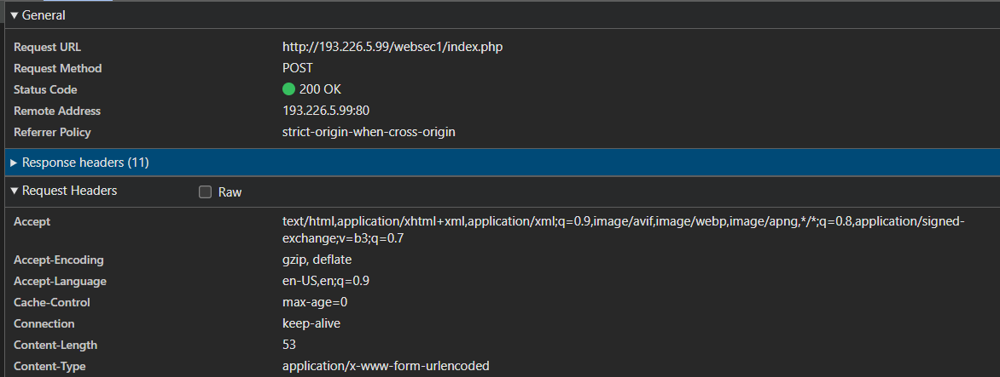 General
Request URL http://193.226.5.99/websec1/index.php
Request Method POST
Status Code 200 OK
Remote Address 193.226.5.99:80
Referrer Policy strict-origin-when-cross-origin
Response headers (11)
Request Headers Raw
Accept text/html,application/xhtml+xml,application/xml;q=0.9,image/avif,image/webp,image/apng,*/*;q=0.8,application/signed-
exchange;v=b3;q=0.7
Accept-Encoding gzip, deflate
Accept-Language en-US,en;q=0.9
Cache-Control max-age=0
Connection keep-alive
Content-Length 53
Content-Type application/x-www-form-urlencoded